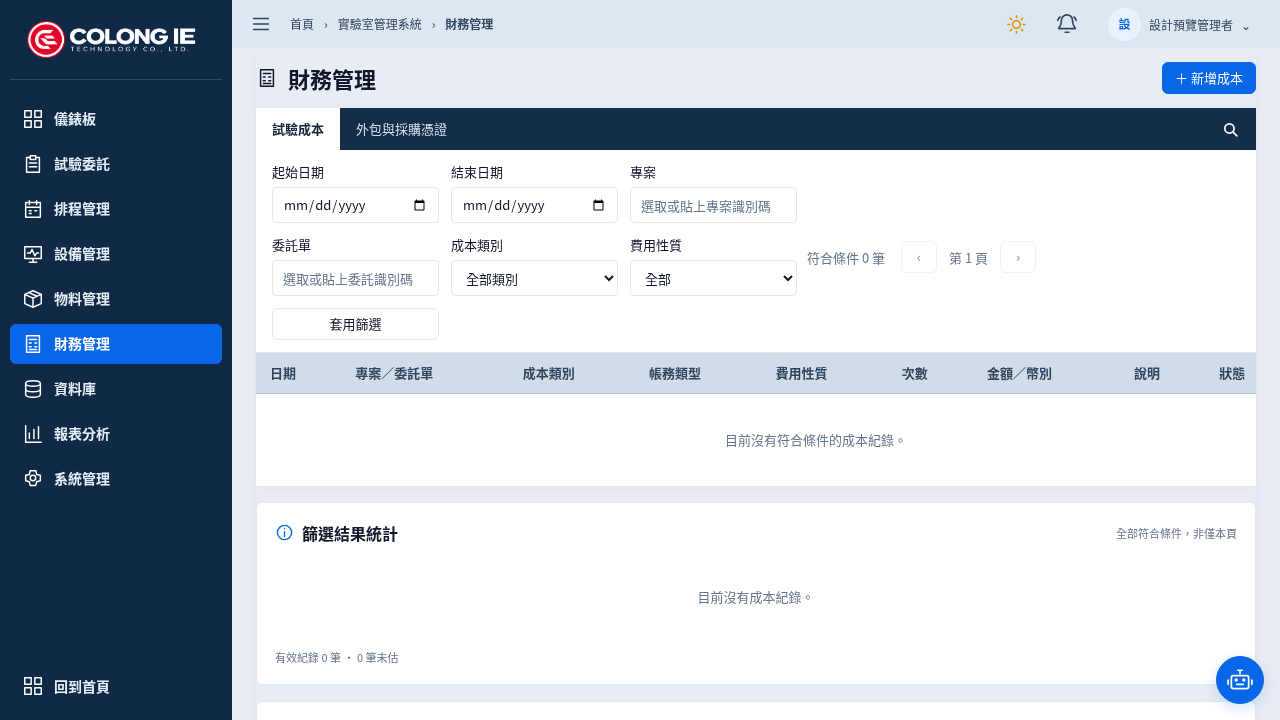 COLONG IE
TECHNOLOGY CO., LTD.
儀錶板
試驗委託
排程管理
設備管理
物料管理
財務管理
資料庫
報表分析
系統管理
回到首頁
首頁 › 實驗室管理系統 › 財務管理
設 設計預覽管理者
財務管理
＋ 新增成本
試驗成本 外包與採購憑證
起始日期 結束日期 專案
mm/dd/yyyy mm/dd/yyyy 選取或貼上專案識別碼
委託單 成本類別 費用性質
選取或貼上委託識別碼 全部類別 全部
符合條件 0 筆 ‹ 第 1 頁 ›
套用篩選
日期 專案／委託單 成本類別 帳務類型 費用性質 次數 金額／幣別 說明 狀態
目前沒有符合條件的成本紀錄。
篩選結果統計 全部符合條件，非僅本頁
目前沒有成本紀錄。
有效紀錄 0 筆 · 0 筆未估